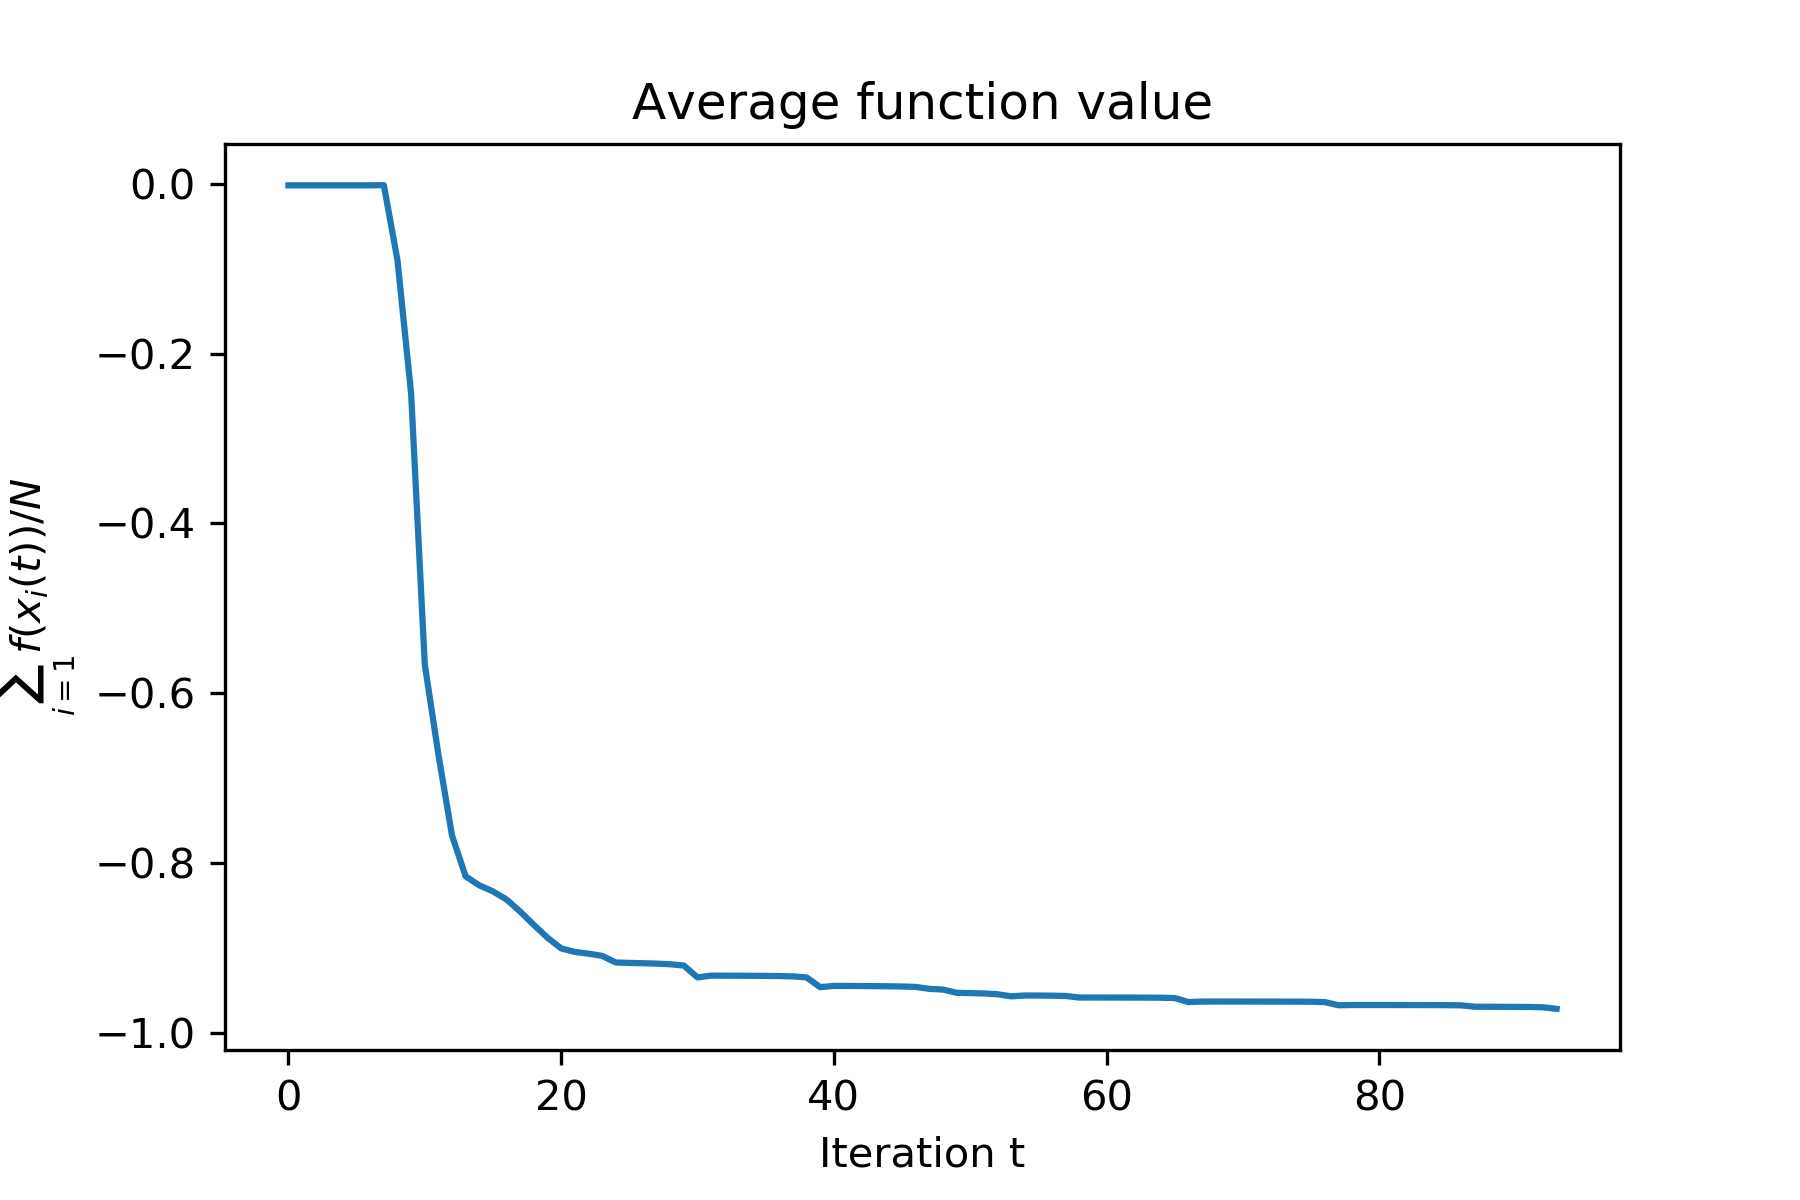 Average function value
0.0
−0.2
−0.4
−0.6
−0.8
−1.0
∑ f(x_i(t))/N
i = 1
0 20 40 60 80
Iteration t